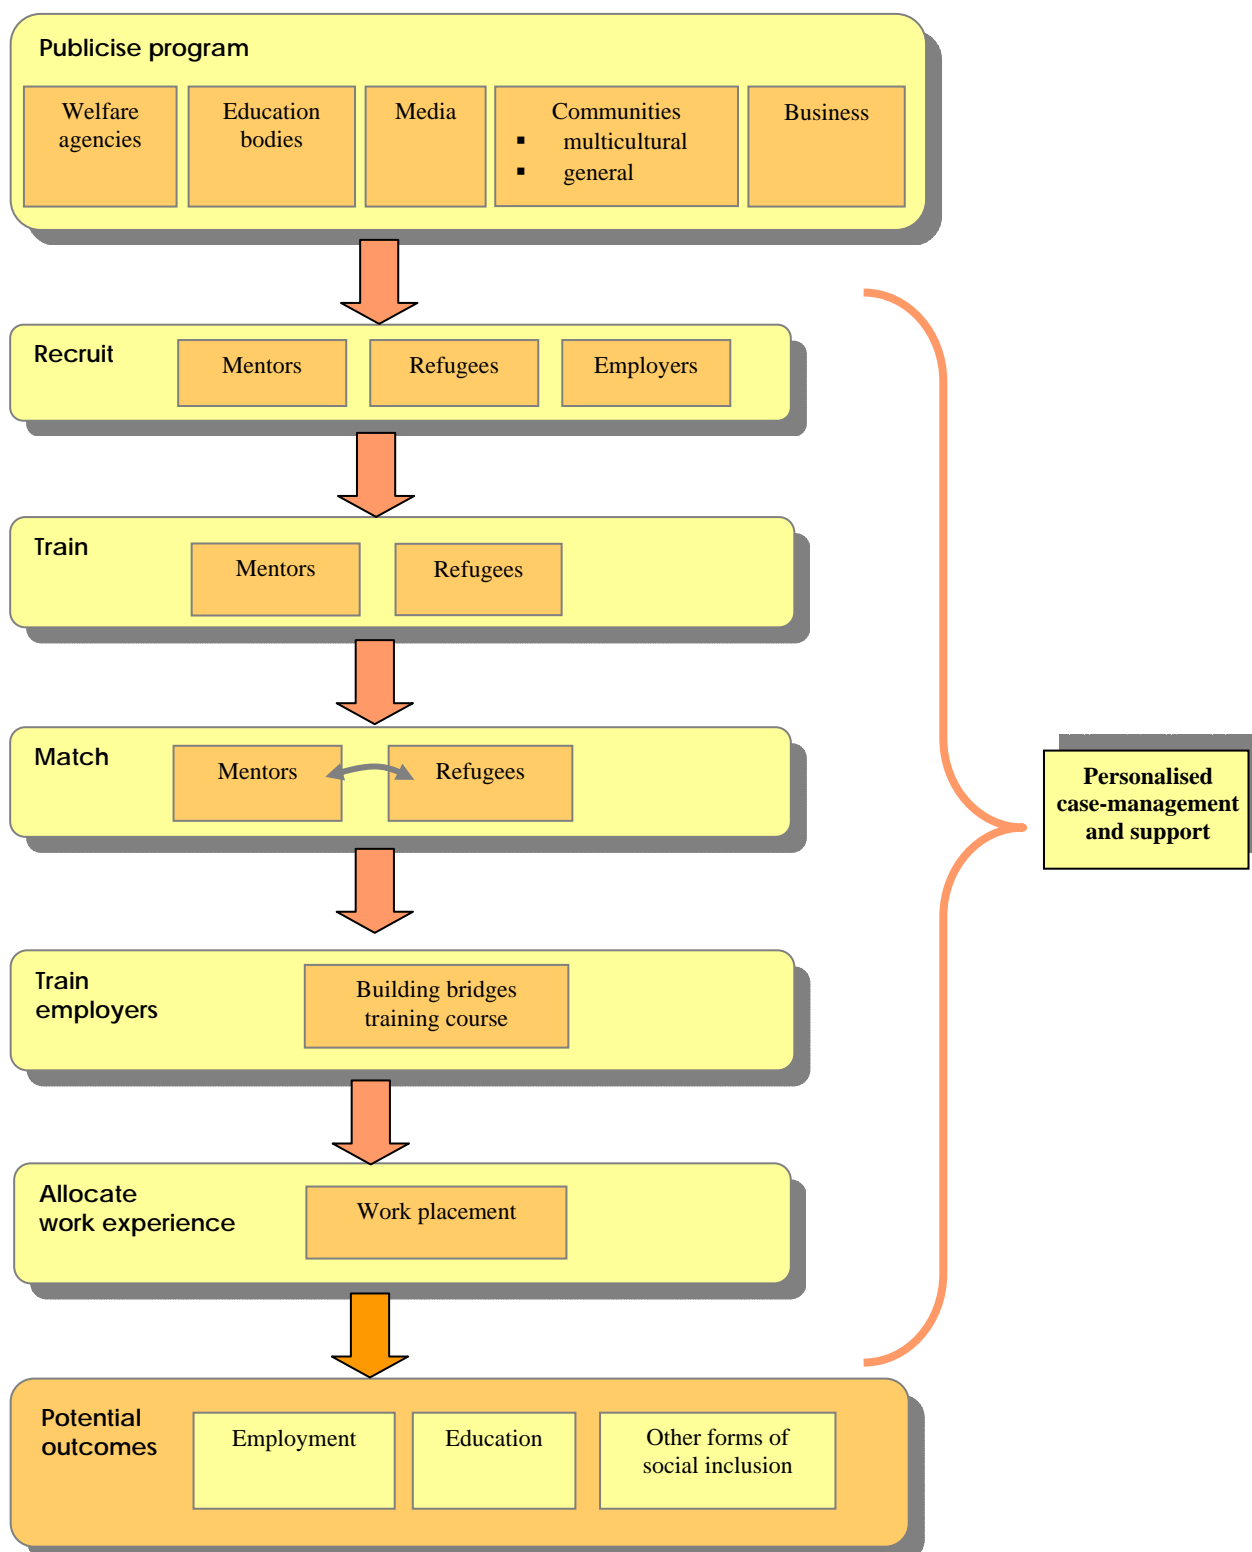 Publicise program
Welfare
agencies
Education
bodies
Media
Communities
▪ multicultural
▪ general
Business
Recruit
Mentors
Refugees
Employers
Train
Mentors
Refugees
Match
Mentors
Refugees
Personalised
case-management
and support
Train
employers
Building bridges
training course
Allocate
work experience
Work placement
Potential
outcomes
Employment
Education
Other forms of
social inclusion